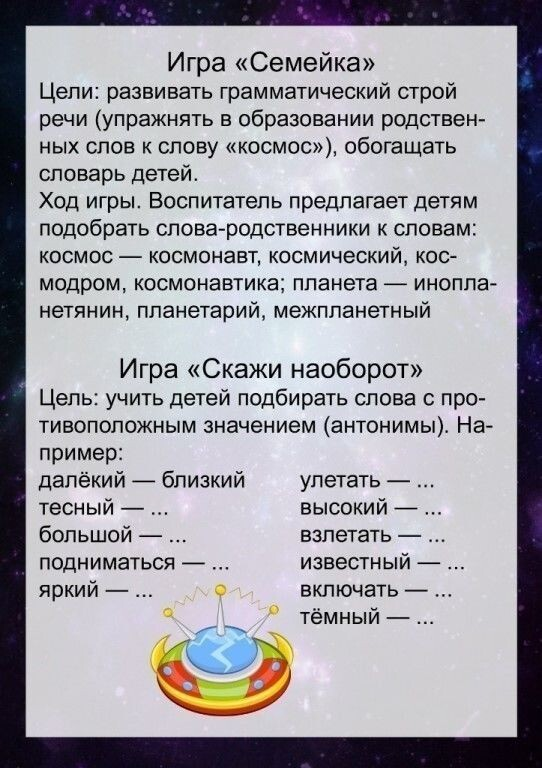 Игра «Семейка»
Цели: развивать грамматический строй
речи (упражнять в образовании родствен-
ных слов к слову «космос»), обогащать
словарь детей.
Ход игры. Воспитатель предлагает детям
подобрать слова-родственники к словам:
космос — космонавт, космический, кос-
модром, космонавтика; планета — инопла-
нетянин, планетарий, межпланетный
Игра «Скажи наоборот»
Цель: учить детей подбирать слова с про-
тивоположным значением (антонимы). На-
пример:
далёкий — близкий
тесный — ...
большой — ...
подниматься — ...
яркий — ...
улетать — ...
высокий — ...
взлетать — ...
известный — ...
включать — ...
тёмный — ...